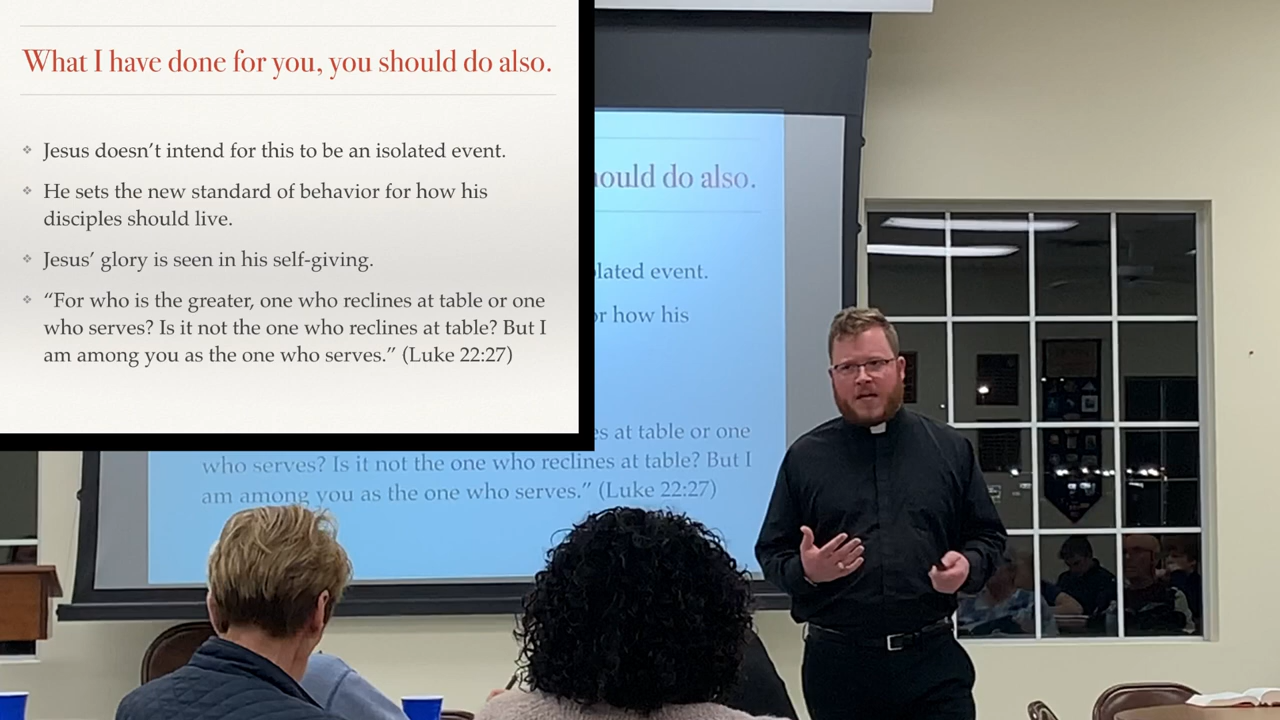 What I have done for you, you should do also.
Jesus doesn’t intend for this to be an isolated event.
He sets the new standard of behavior for how his
disciples should live.
Jesus’ glory is seen in his self-giving.
“For who is the greater, one who reclines at table or one
who serves? Is it not the one who reclines at table? But I
am among you as the one who serves.” (Luke 22:27)
ould do also.
lated event.
or how his
es at table or one
who serves? Is it not the one who reclines at table? But I
am among you as the one who serves.” (Luke 22:27)